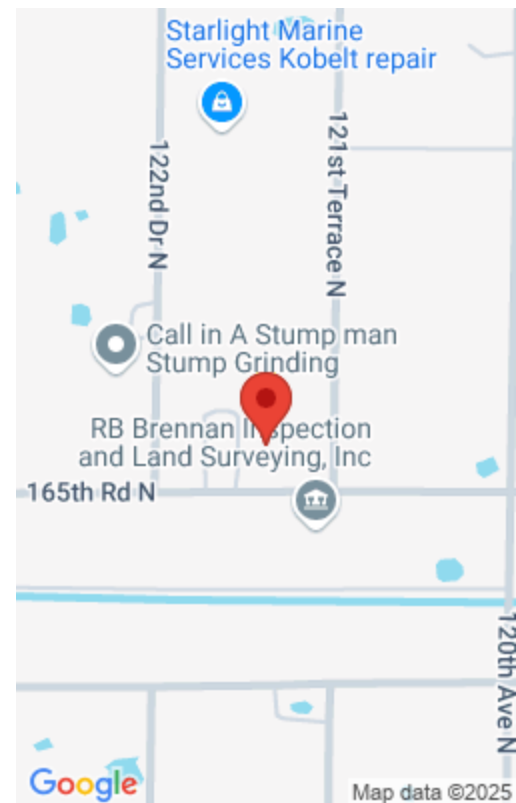 Starlight Marine
Services Kobelt repair
122nd Dr N
121st Terrace N
Call in A Stump man
Stump Grinding
RB Brennan Inspection
and Land Surveying, Inc
165th Rd N
120th Ave N
Google
Map data ©2025